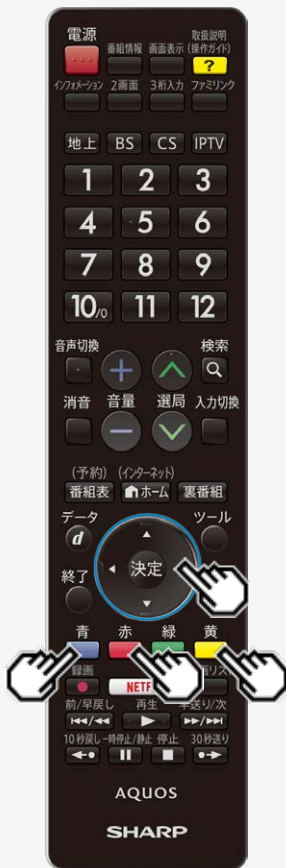 電源
番組情報 画面表示 取扱説明(操作ガイド)
?
インフォメーション 2画面 3桁入力 ファミリンク
地上 BS CS IPTV
1 2 3
4 5 6
7 8 9
10/0 11 12
音声切換 検索
消音 音量 選局 入力切換
(予約) (インターネット)
番組表 ホーム 裏番組
データ ツール
d
決定
終了
青 赤 緑 黄
録画
NETF
前/早戻し 再生 早送り/次
10秒戻し 一時停止/静止 停止 30秒送り
AQUOS
SHARP